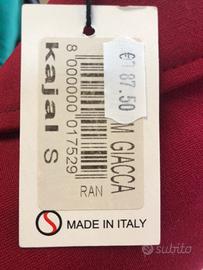 €187.50
M GIACCA
8 000000 017529
RAN
kajal S
S
MADE IN ITALY
subito